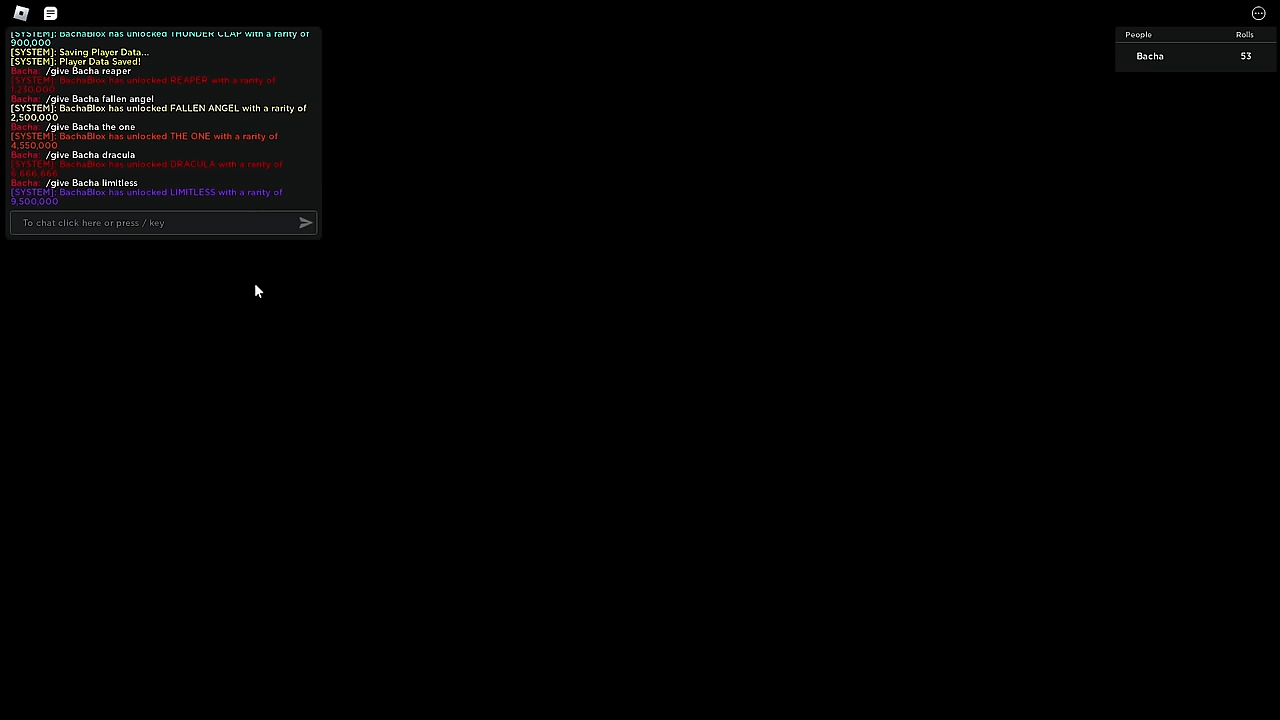 [SYSTEM]: BachaBlox has unlocked THUNDER CLAP with a rarity of
900,000
[SYSTEM]: Saving Player Data...
[SYSTEM]: Player Data Saved!
Bacha: /give Bacha reaper
[SYSTEM]: BachaBlox has unlocked REAPER with a rarity of
1,230,000
Bacha: /give Bacha fallen angel
[SYSTEM]: BachaBlox has unlocked FALLEN ANGEL with a rarity of
2,500,000
Bacha: /give Bacha the one
[SYSTEM]: BachaBlox has unlocked THE ONE with a rarity of
4,550,000
Bacha: /give Bacha dracula
[SYSTEM]: BachaBlox has unlocked DRACULA with a rarity of
6,666,666
Bacha: /give Bacha limitless
[SYSTEM]: BachaBlox has unlocked LIMITLESS with a rarity of
9,500,000
To chat click here or press / key
People Rolls
Bacha 53